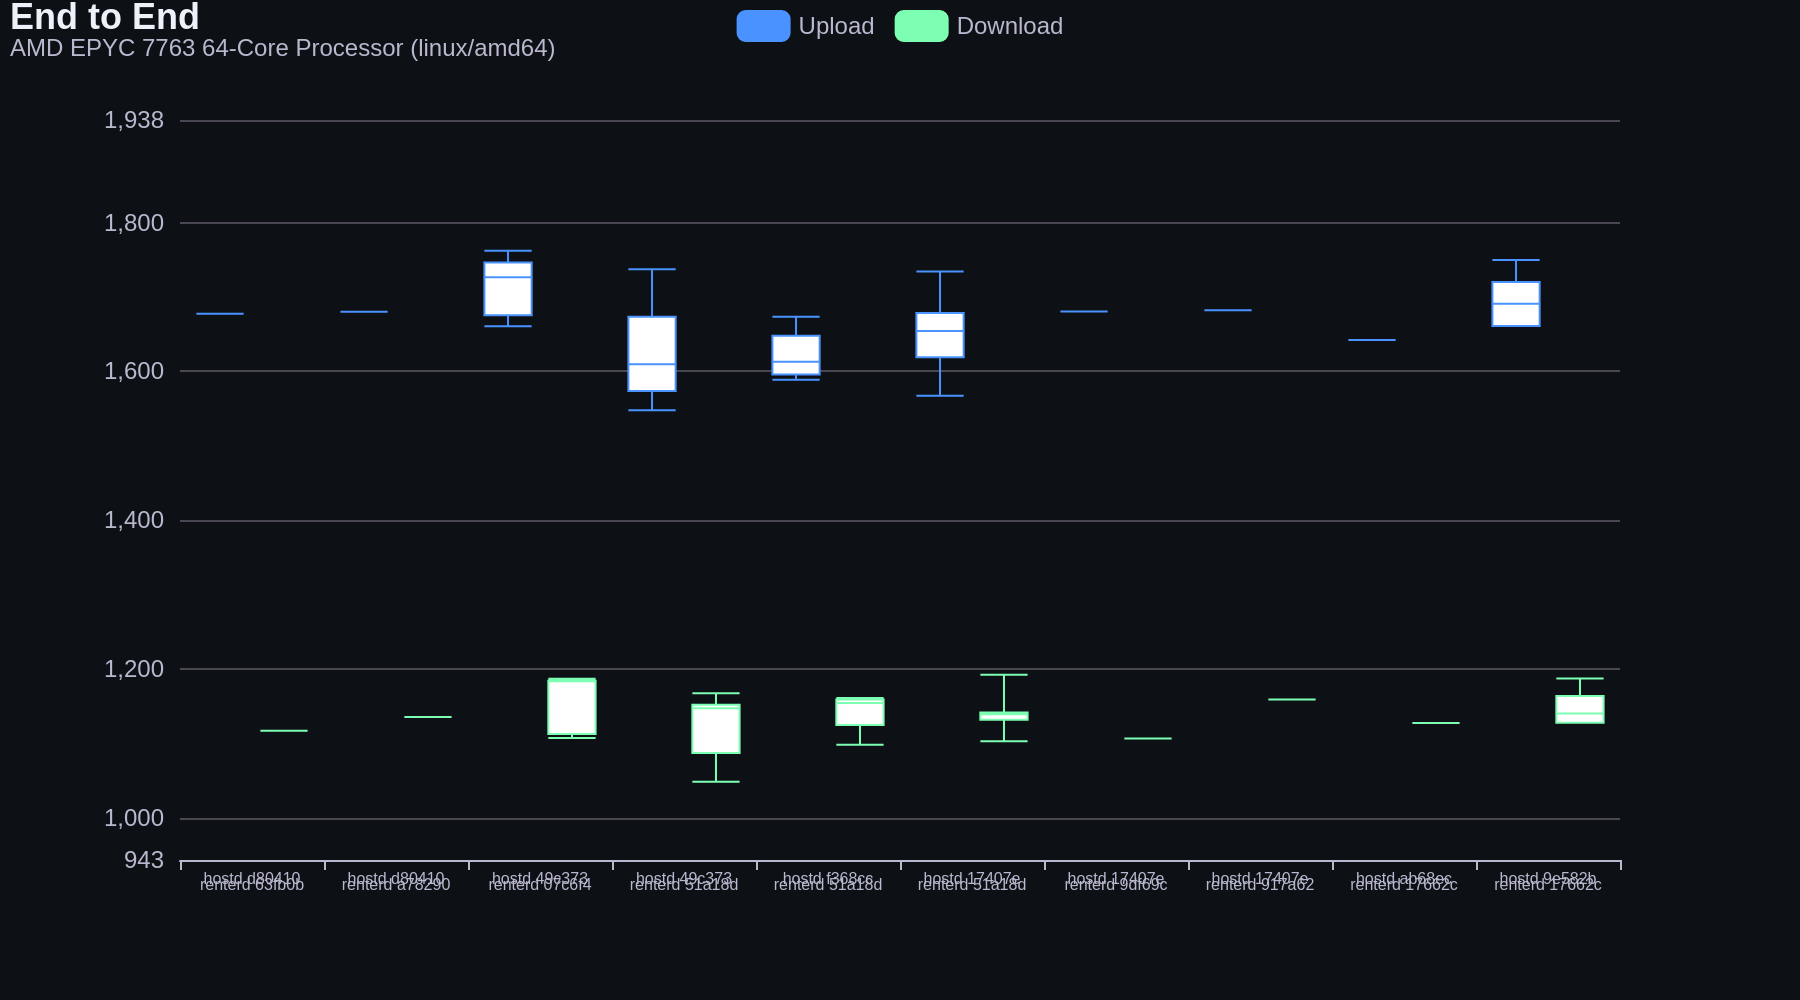 End to End
AMD EPYC 7763 64-Core Processor (linux/amd64)
Upload
Download
1,938
1,800
1,600
1,400
1,200
1,000
943
hostd d80410
renterd 63fb0b
hostd d80410
renterd a78290
hostd 49c373
renterd
hostd 49c373
renterd 51a18d
hostd f368cc
renterd 51a18d
hostd 17407e
renterd 51a18d
hostd 17407e
renterd 9df69c
hostd 17407e
renterd 917a62
hostd ab68ec
renterd 17662c
hostd 9e582b
renterd 17662c